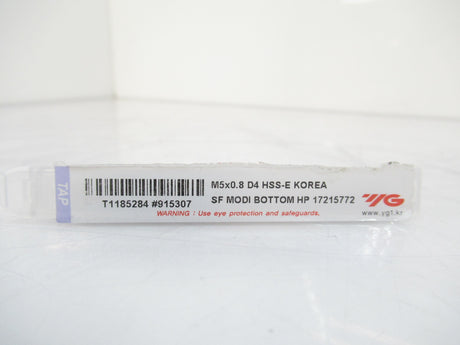 TAP
M5x0.8 D4 HSS-E KOREA
T1185284 #915307
SF MODI BOTTOM HP 17215772
WARNING : Use eye protection and safeguards.
YG
www.yg1.kr